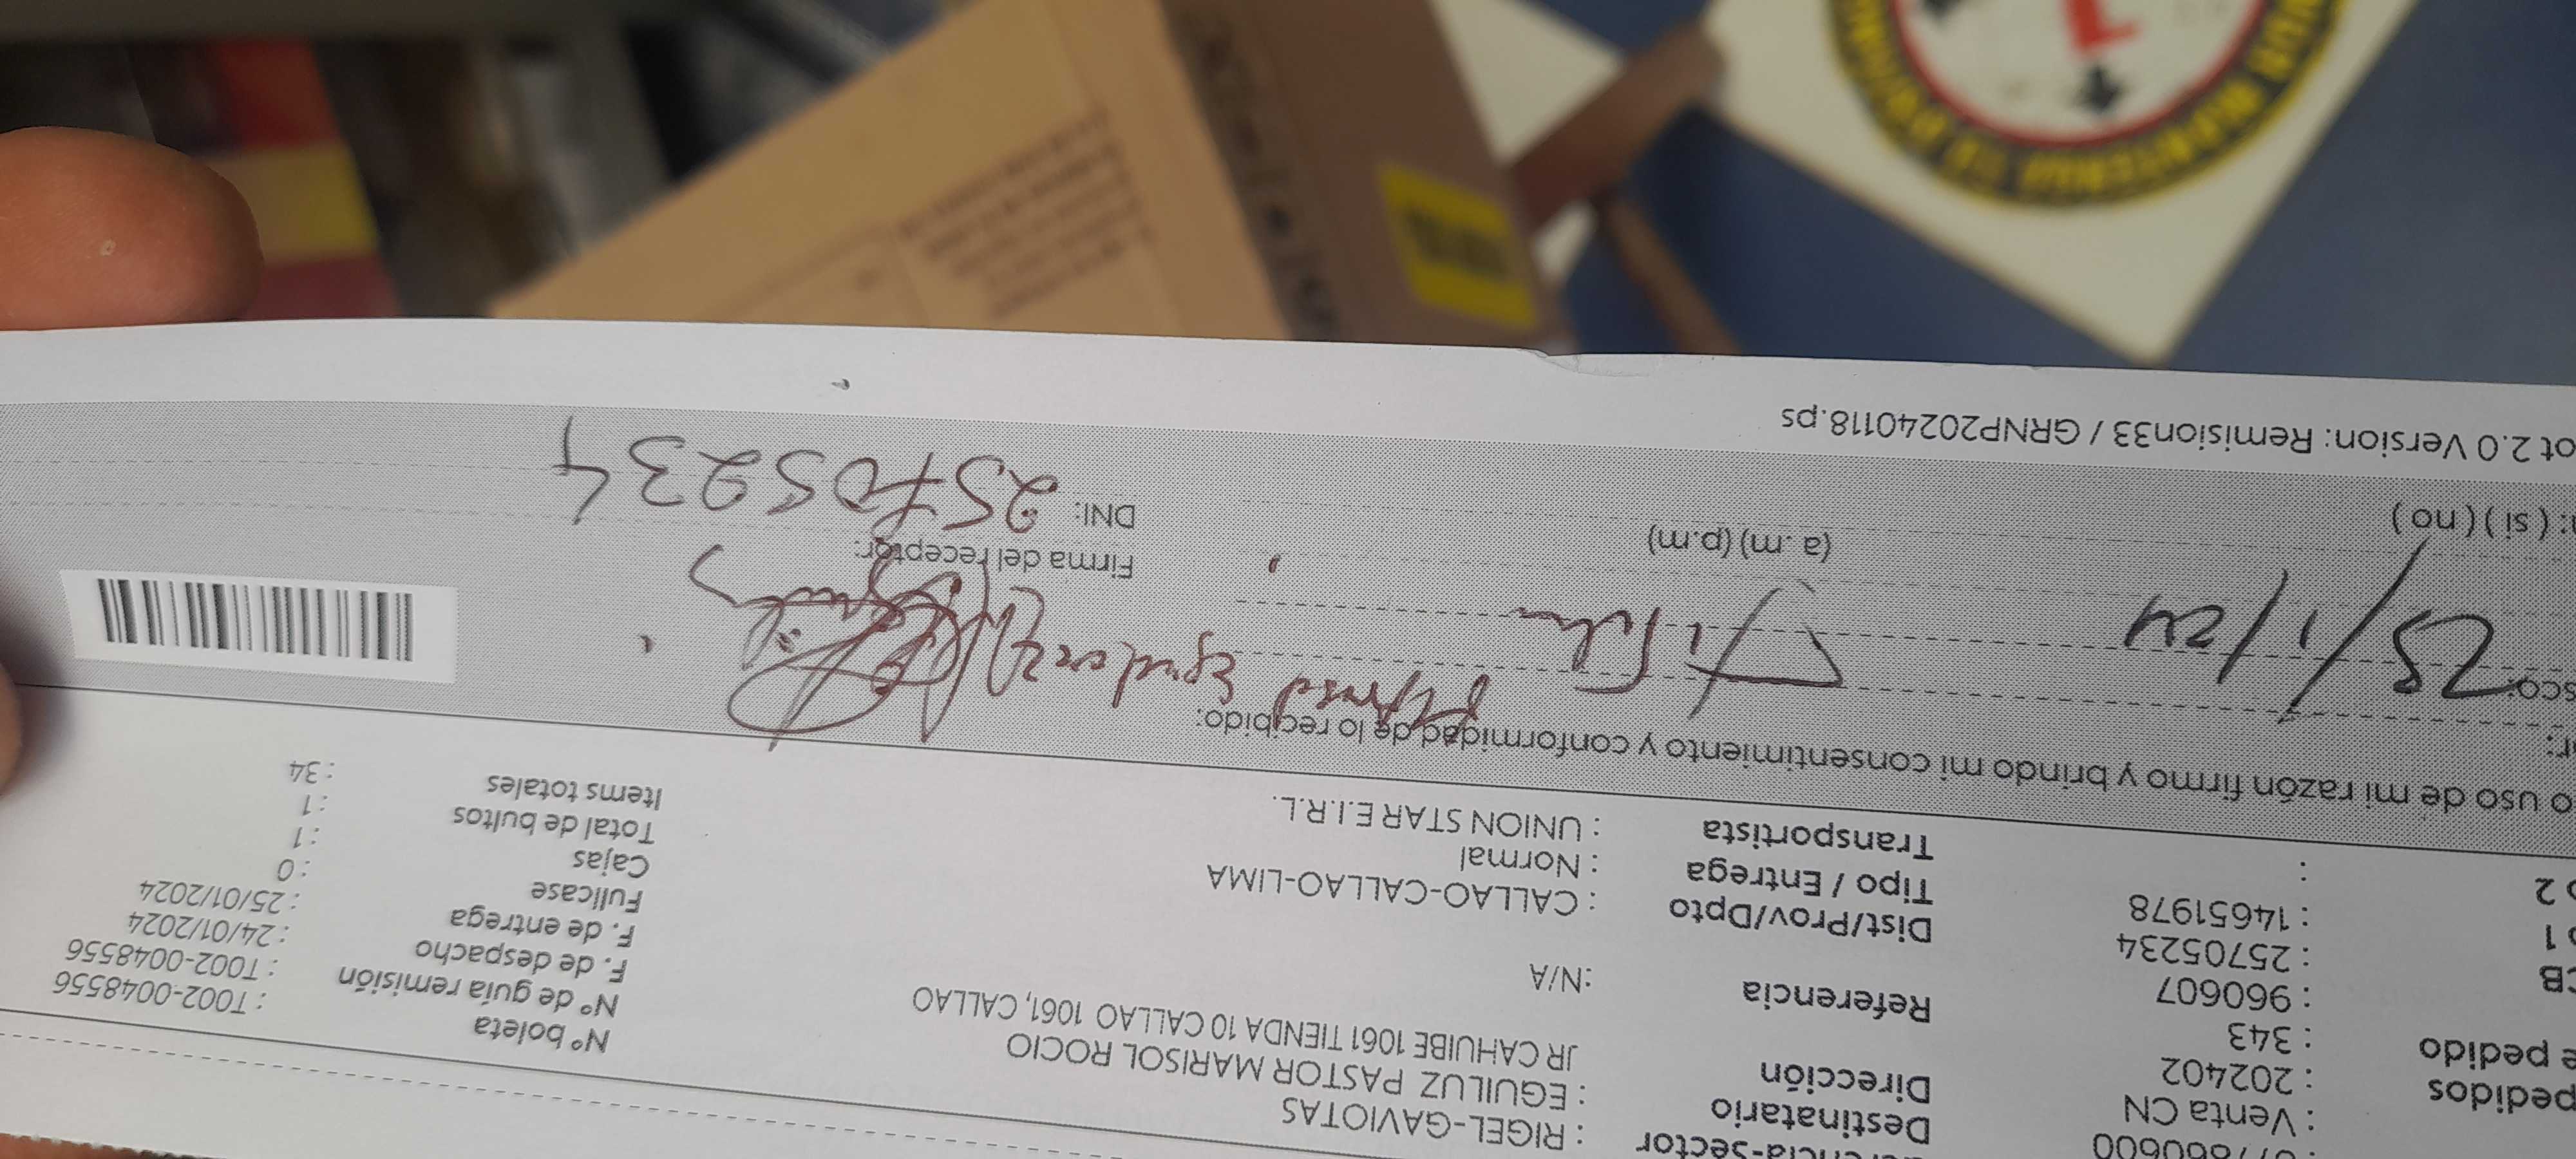 : 077860600
: Venta CN
pedidos : 202402
e pedido : 343
: 960607
CB : 25705234
o 1 : 14651978
o 2 :
erencia-Sector : RIGEL-GAVIOTAS
Destinatario : EGUILUZ PASTOR MARISOL ROCIO
Dirección JR CAHUIBE 1061 TIENDA 10 CALLAO 1061, CALLAO
Referencia :N/A
Dist/Prov/Dpto : CALLAO-CALLAO-LIMA
Tipo / Entrega : Normal
Transportista : UNION STAR E.I.R.L.
N° boleta : T002-0048556
N° de guía remisión : T002-0048556
F. de despacho : 24/01/2024
F. de entrega : 25/01/2024
Fullcase : 0
Cajas : 1
Total de bultos : 1
Items totales : 34
o uso de mi razón firmo y brindo mi consentimiento y conformidad de lo recibido:
25/1/24
(a.m) (p.m)
Firma del receptor:
: ( si ) ( no )
DNI: 25705234
ot 2.0 Version: Remision33 / GRNP20240118.ps